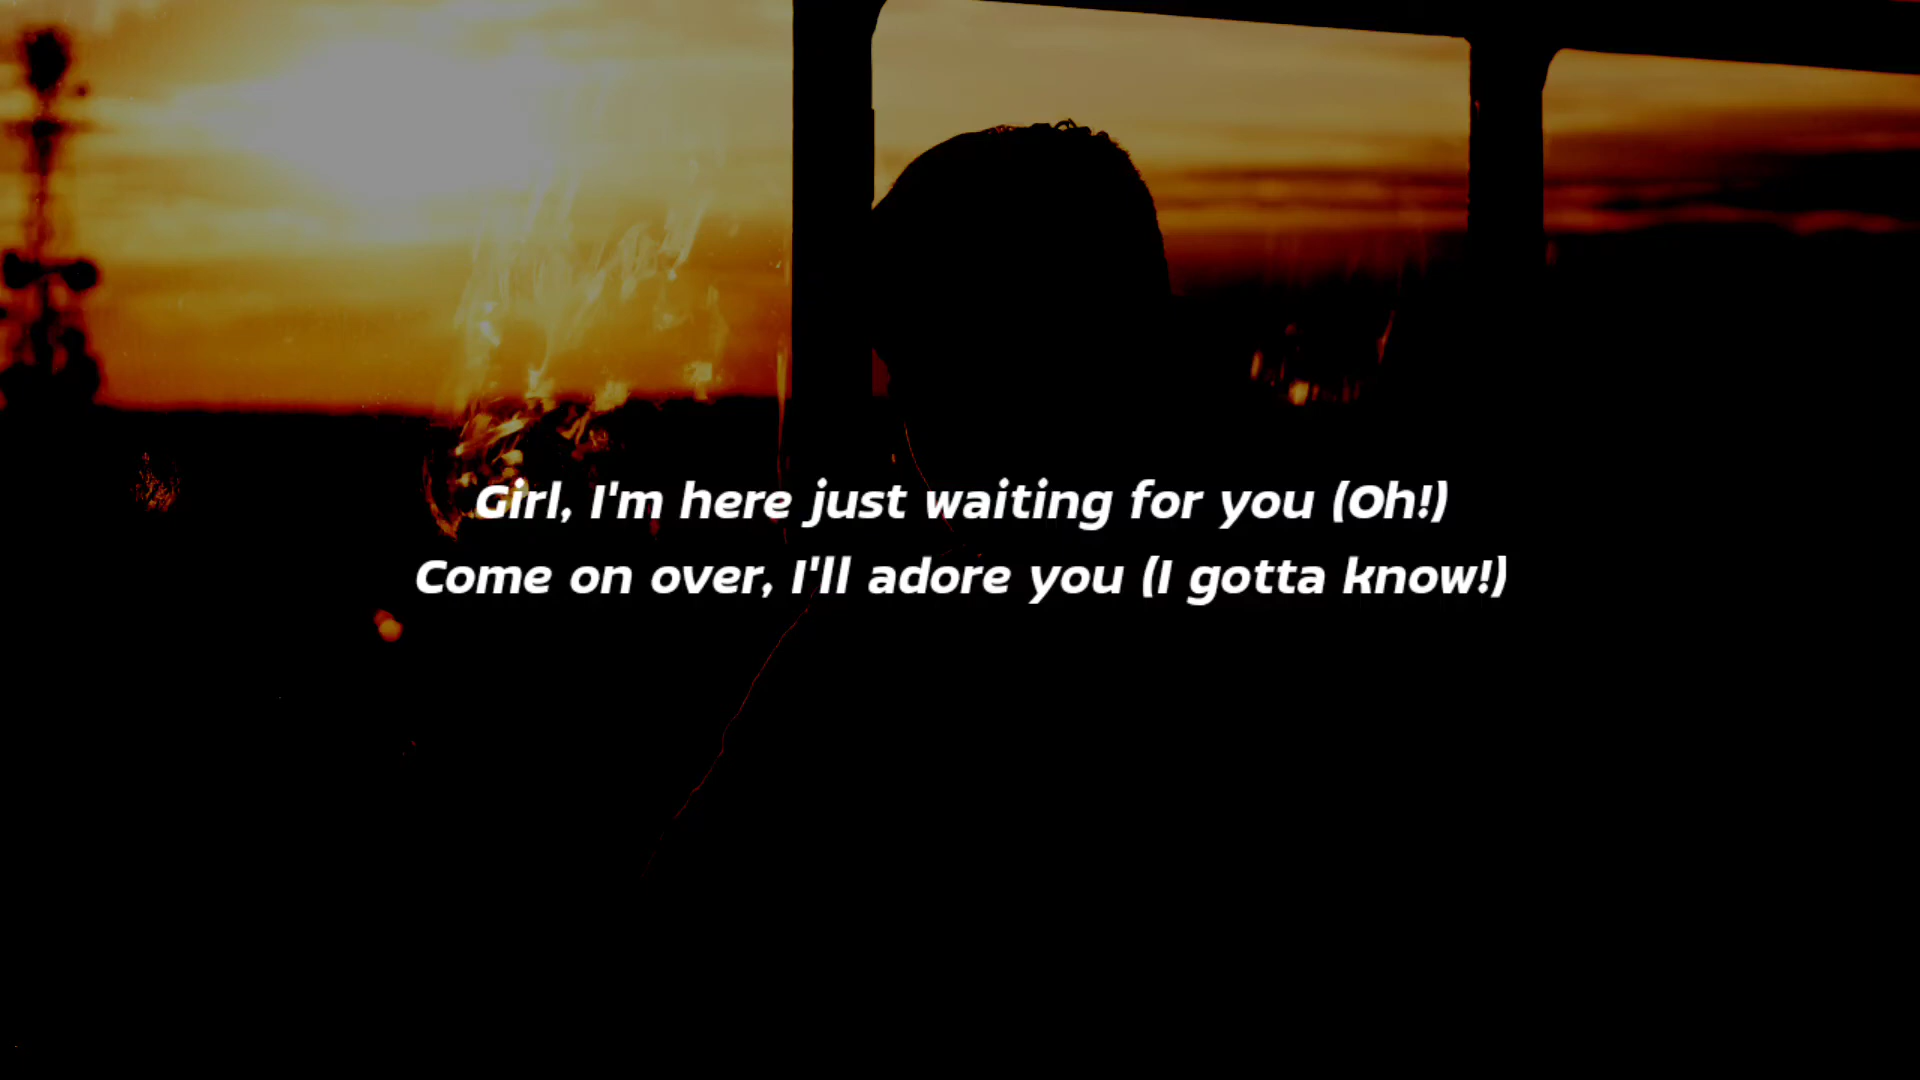 Girl, I'm here just waiting for you (Oh!)
Come on over, I'll adore you (I gotta know!)